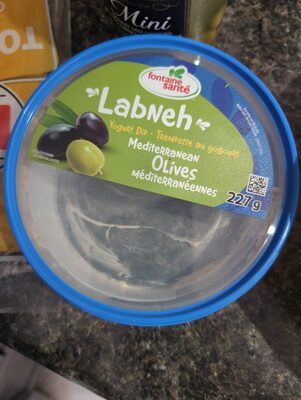 Mini
fontaine
santé
Labneh
Yogurt Dip • Trempette au yogourt
Mediterranean
Olives
Méditerranéennes
227 g